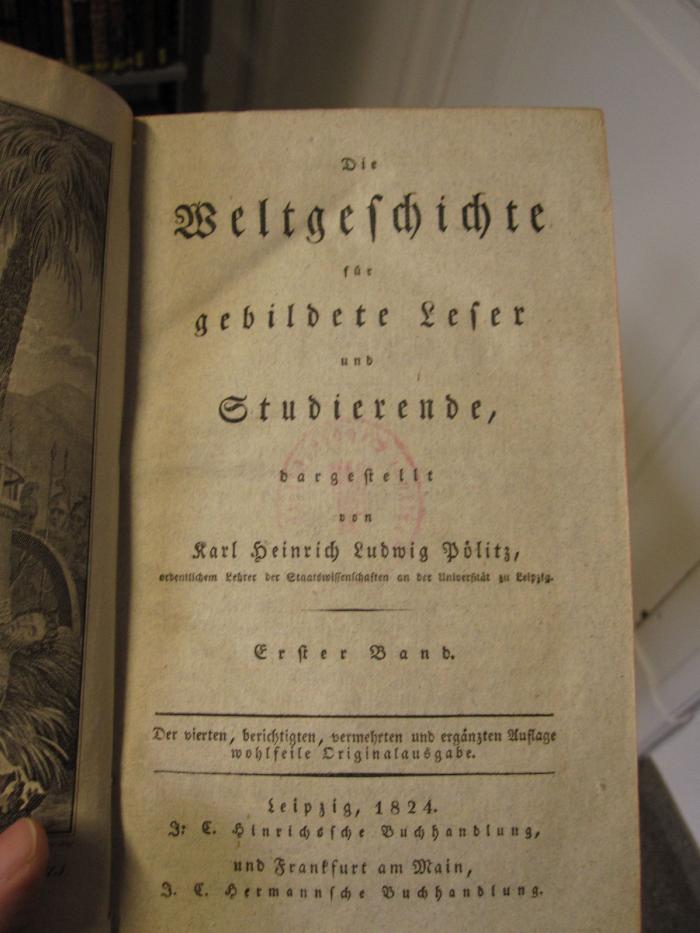 Die
Weltgeschichte
für
gebildete Leser
und
Studierende,
dargestellt
von
Karl Heinrich Ludwig Pölitz,
ordentlichem Lehrer der Staatswissenschaften an der Universität zu Leipzig.
Erster Band.
Der vierten, berichtigten, vermehrten und ergänzten Auflage
wohlfeile Originalausgabe.
Leipzig, 1824.
J: C. Hinrichssche Buchhandlung,
und Frankfurt am Main,
J. C. Hermannsche Buchhandlung.